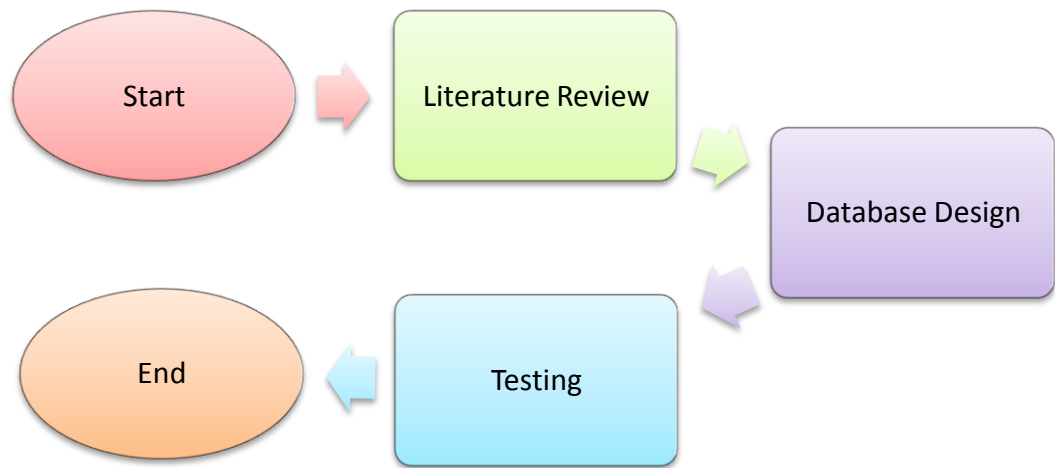 Start
Literature Review
Database Design
Testing
End